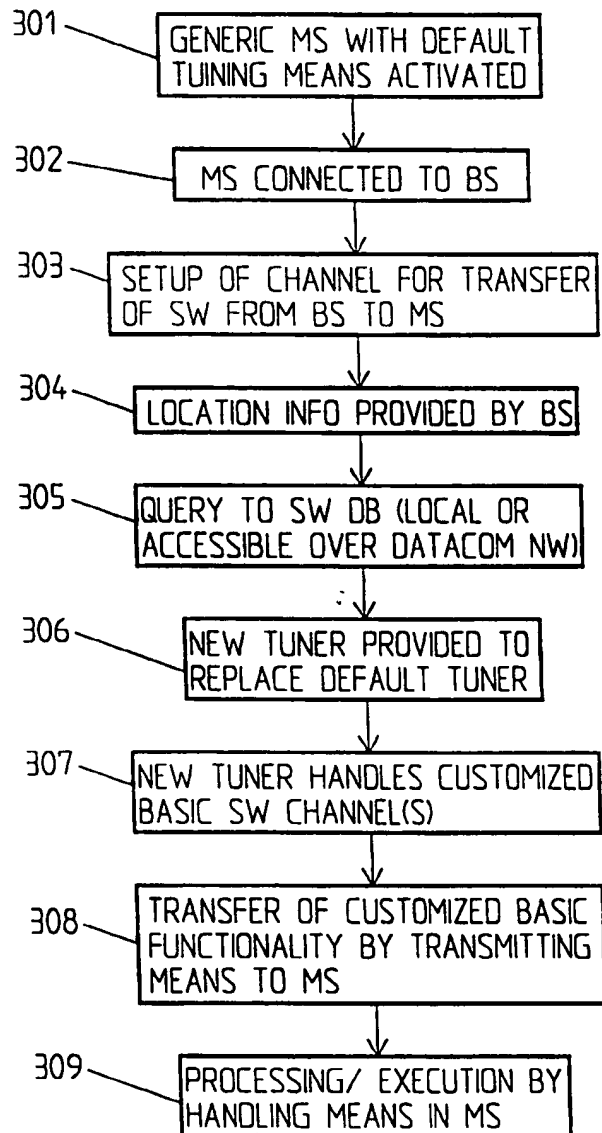 301
GENERIC MS WITH DEFAULT
TUINING MEANS ACTIVATED
302
MS CONNECTED TO BS
303
SETUP OF CHANNEL FOR TRANSFER
OF SW FROM BS TO MS
304
LOCATION INFO PROVIDED BY BS
305
QUERY TO SW DB (LOCAL OR
ACCESSIBLE OVER DATACOM NW)
306
NEW TUNER PROVIDED TO
REPLACE DEFAULT TUNER
307
NEW TUNER HANDLES CUSTOMIZED
BASIC SW CHANNEL(S)
308
TRANSFER OF CUSTOMIZED BASIC
FUNCTIONALITY BY TRANSMITTING
MEANS TO MS
309
PROCESSING/ EXECUTION BY
HANDLING MEANS IN MS